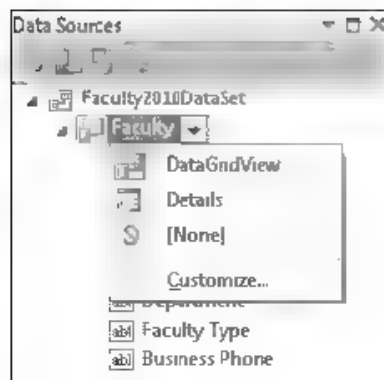 Data Sources
Faculty2010DataSet
Faculty
DataGridView
Details
[None]
Customize...
Department
Faculty Type
Business Phone